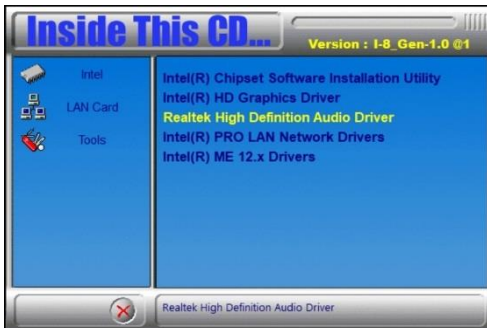 Inside This CD...
Version : I-8_Gen-1.0 @1
Intel
LAN Card
Tools
Intel(R) Chipset Software Installation Utility
Intel(R) HD Graphics Driver
Realtek High Definition Audio Driver
Intel(R) PRO LAN Network Drivers
Intel(R) ME 12.x Drivers
Realtek High Definition Audio Driver